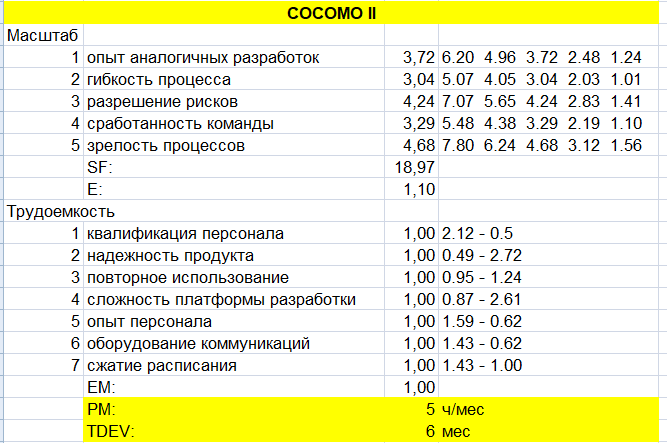 COCOMO II
Масштаб
1 опыт аналогичных разработок 3,72 6.20 4.96 3.72 2.48 1.24
2 гибкость процесса 3,04 5.07 4.05 3.04 2.03 1.01
3 разрешение рисков 4,24 7.07 5.65 4.24 2.83 1.41
4 сработанность команды 3,29 5.48 4.38 3.29 2.19 1.10
5 зрелость процессов 4,68 7.80 6.24 4.68 3.12 1.56
SF: 18,97
E: 1,10
Трудоемкость
1 квалификация персонала 1,00 2.12 - 0.5
2 надежность продукта 1,00 0.49 - 2.72
3 повторное использование 1,00 0.95 - 1.24
4 сложность платформы разработки 1,00 0.87 - 2.61
5 опыт персонала 1,00 1.59 - 0.62
6 оборудование коммуникаций 1,00 1.43 - 0.62
7 сжатие расписания 1,00 1.43 - 1.00
EM: 1,00
PM: 5 ч/мес
TDEV: 6 мес